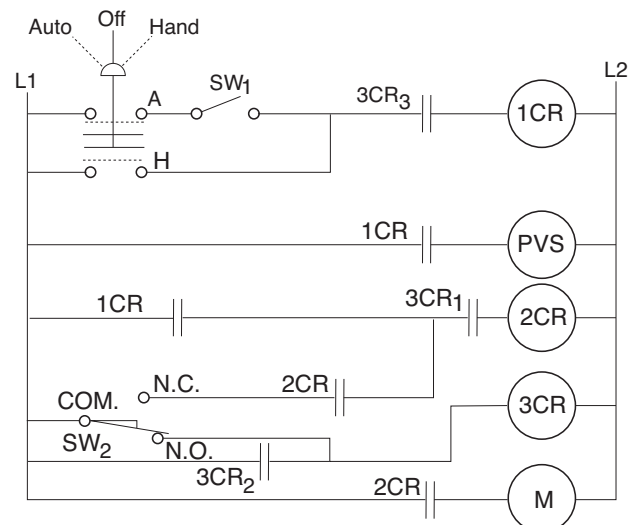 Off
Auto Hand
L1 L2
A SW1 3CR3 1CR
H
1CR PVS
1CR 3CR1 2CR
N.C. 2CR
COM. 3CR
SW2 N.O.
3CR2 2CR M